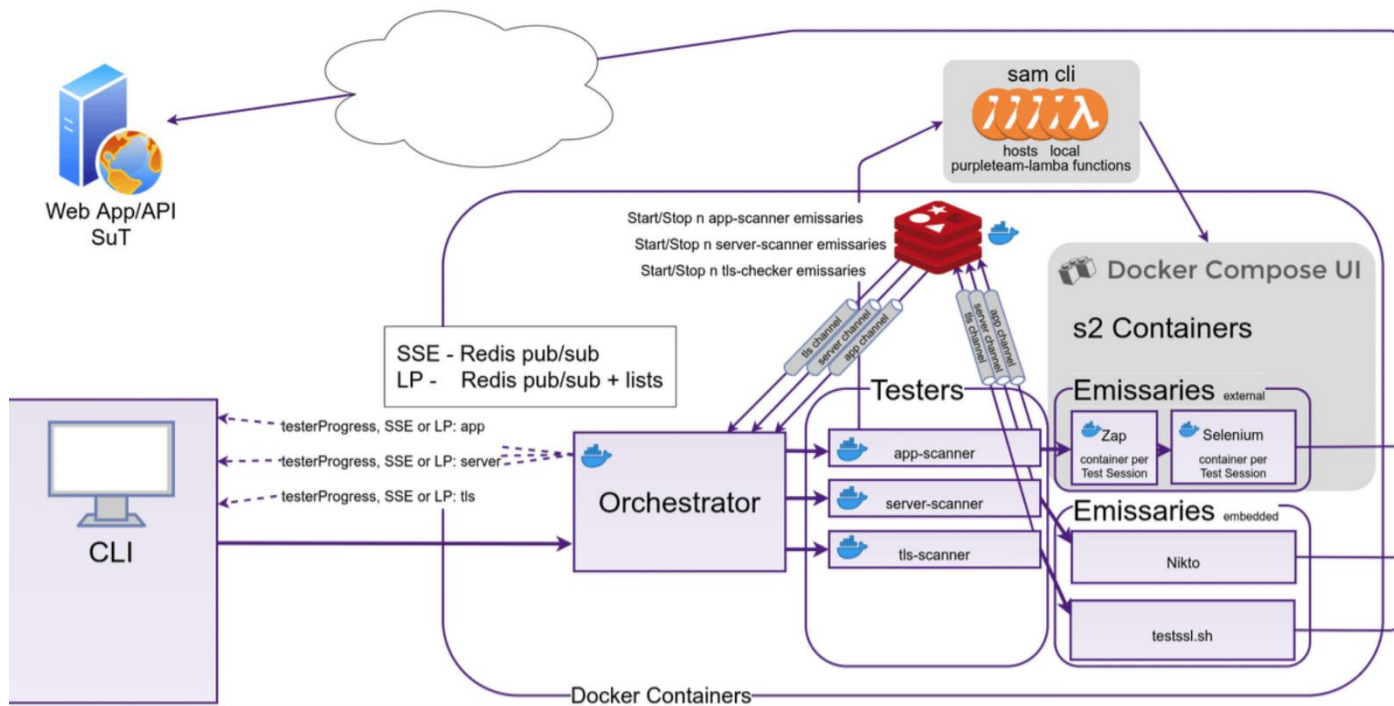 sam cli
hosts local
purpleteam-lamba functions
Web App/API
SuT
Start/Stop n app-scanner emissaries
Start/Stop n server-scanner emissaries
Start/Stop n tls-checker emissaries
Docker Compose UI
s2 Containers
tls channel
server channel
app channel
tls channel
server channel
app channel
SSE - Redis pub/sub
LP - Redis pub/sub + lists
Testers
Emissaries external
Zap
container per
Test Session
Selenium
container per
Test Session
testerProgress, SSE or LP: app
testerProgress, SSE or LP: server
testerProgress, SSE or LP: tls
CLI
Orchestrator
app-scanner
server-scanner
tls-scanner
Emissaries embedded
Nikto
testssl.sh
Docker Containers